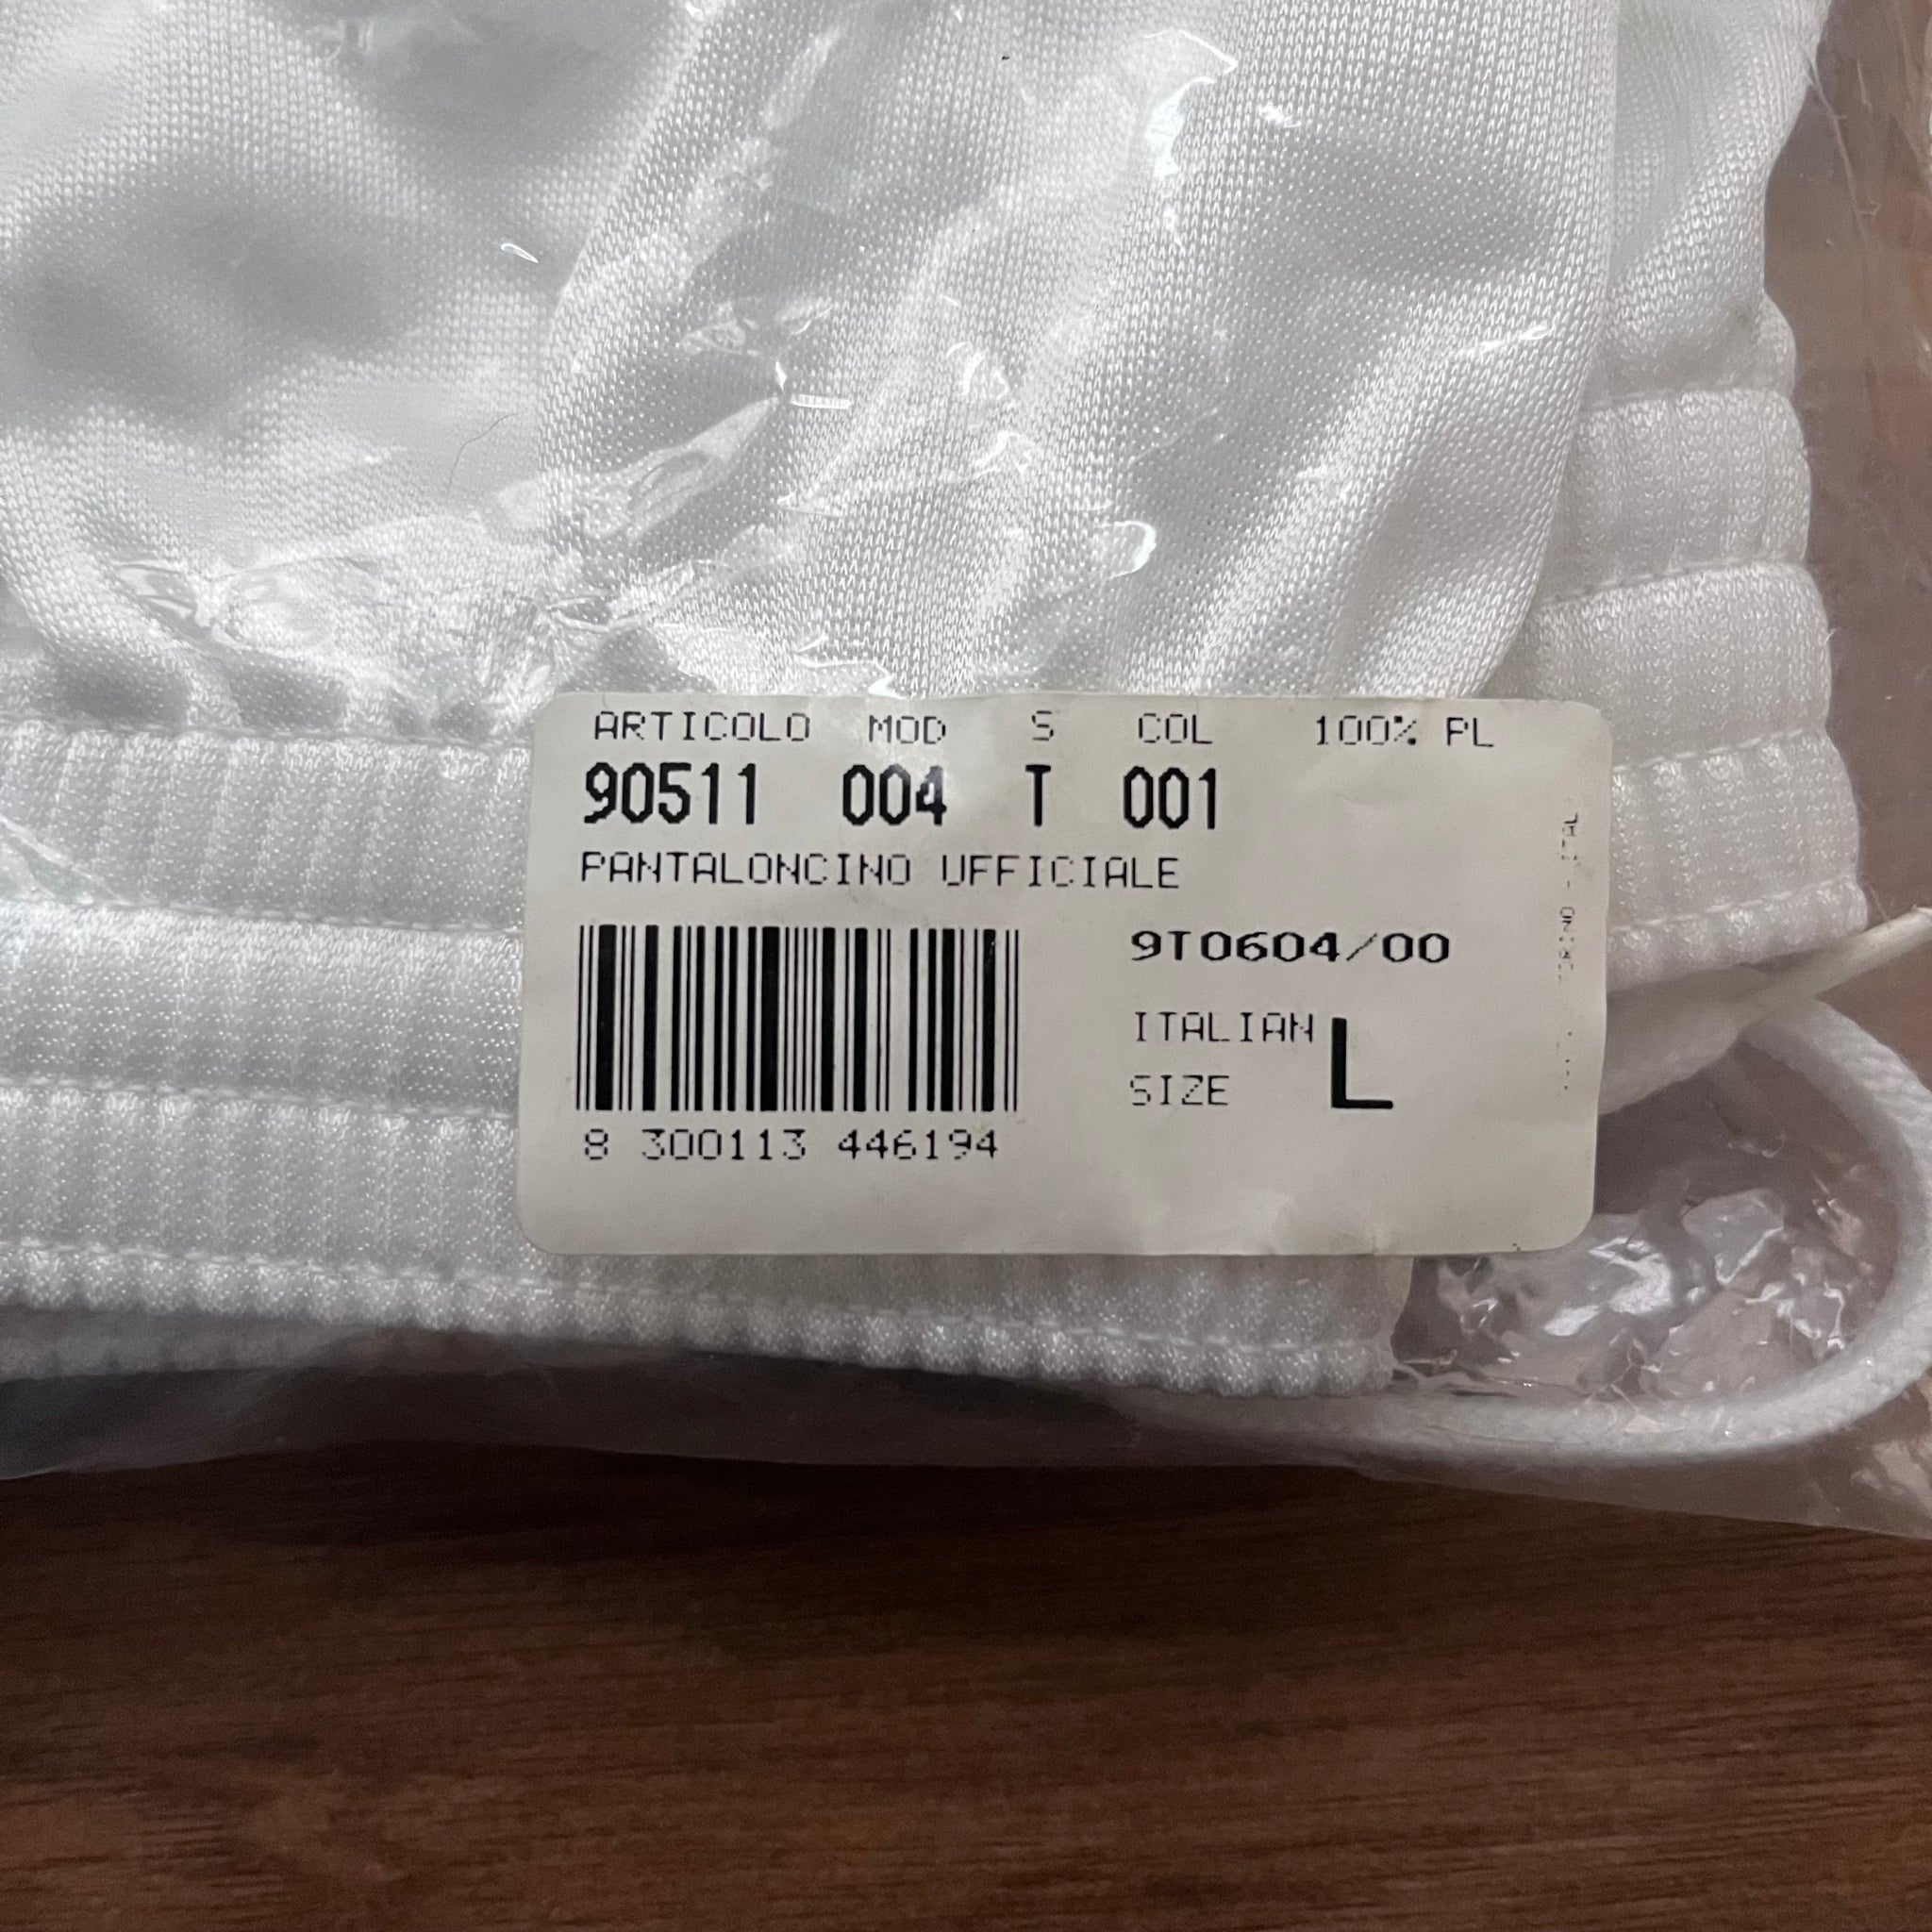 ARTICOLO MOD S COL 100% PL
90511 004 T 001
PANTALONCINO UFFICIALE
9T0604/00
ITALIAN
SIZE L
8 300113 446194